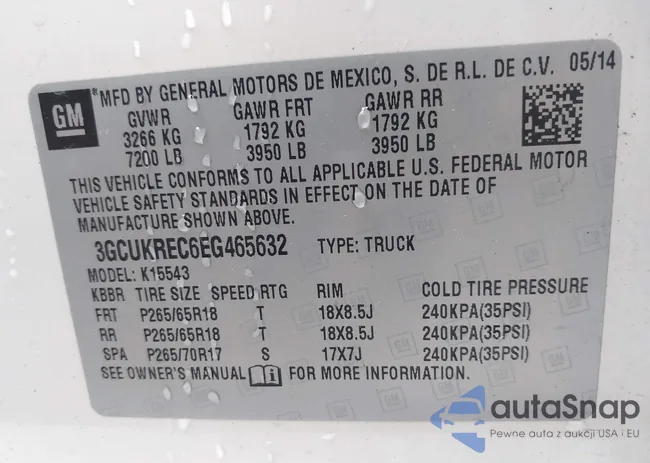 GM
®MFD BY GENERAL MOTORS DE MEXICO, S. DE R.L. DE C.V. 05/14
GVWR GAWR FRT GAWR RR
3266 KG 1792 KG 1792 KG
7200 LB 3950 LB 3950 LB
THIS VEHICLE CONFORMS TO ALL APPLICABLE U.S. FEDERAL MOTOR
VEHICLE SAFETY STANDARDS IN EFFECT ON THE DATE OF
MANUFACTURE SHOWN ABOVE.
3GCUKREC6EG465632 TYPE: TRUCK
MODEL: K15543
KBBR TIRE SIZE SPEED RTG RIM COLD TIRE PRESSURE
FRT P265/65R18 T 18X8.5J 240KPA(35PSI)
RR P265/65R18 T 18X8.5J 240KPA(35PSI)
SPA P265/70R17 S 17X7J 240KPA(35PSI)
SEE OWNER'S MANUAL FOR MORE INFORMATION.
autaSnap
Pewne auta z aukcji USA i EU